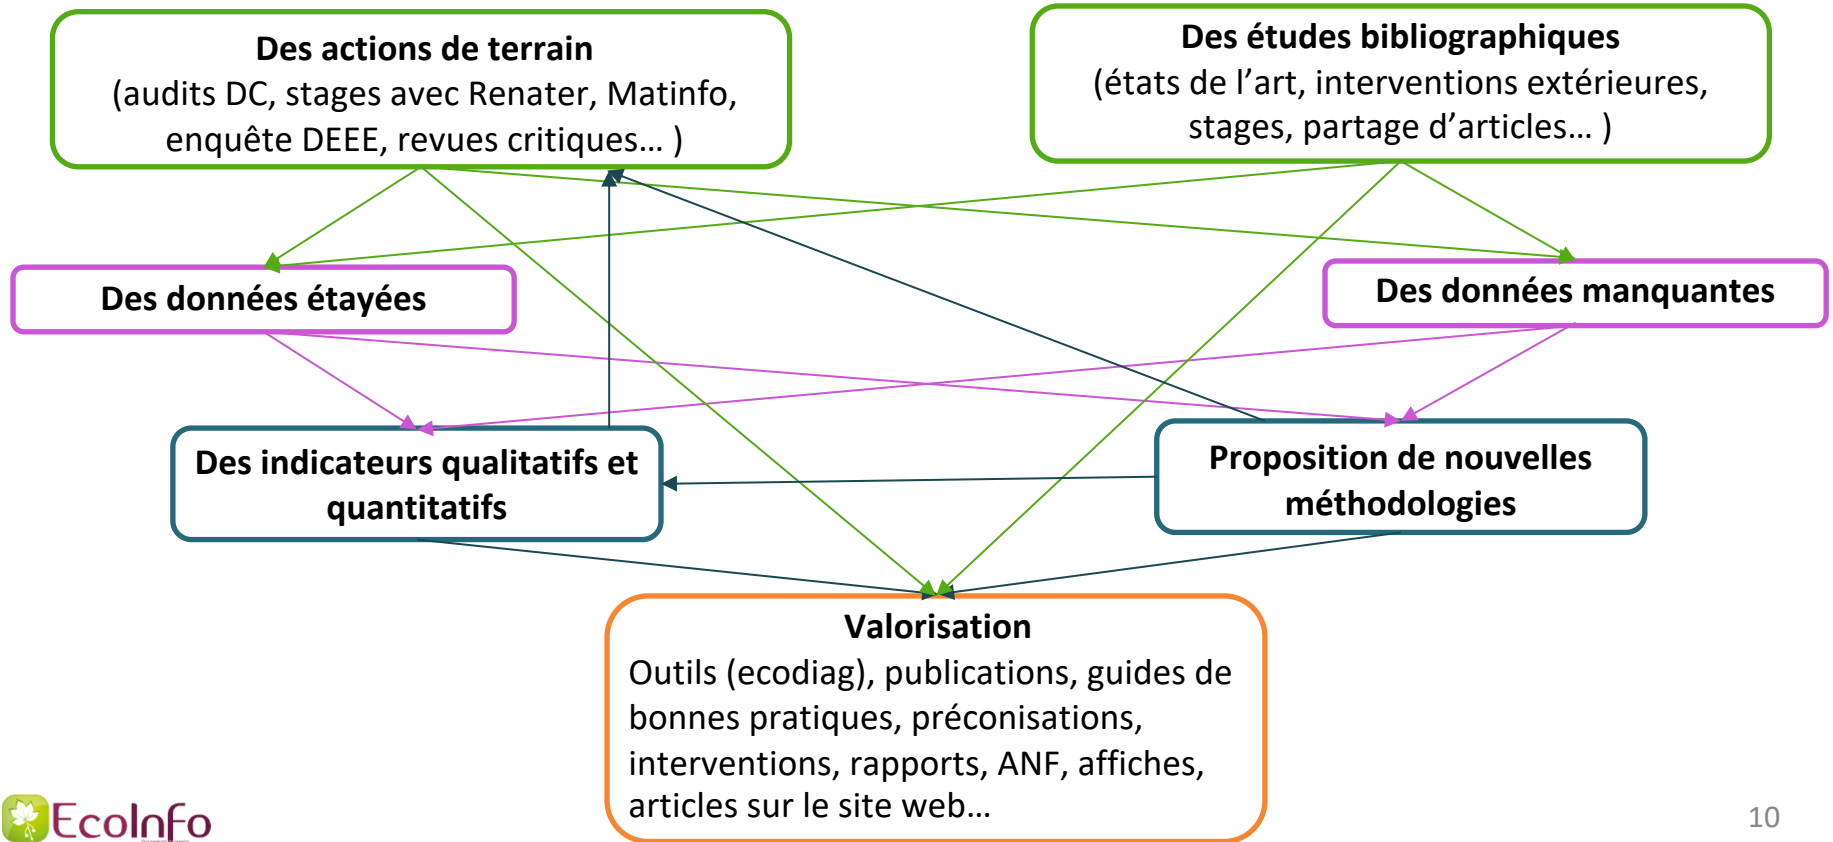 Des actions de terrain
(audits DC, stages avec Renater, Matinfo,
enquête DEEE, revues critiques… )
Des études bibliographiques
(états de l’art, interventions extérieures,
stages, partage d’articles… )
Des données étayées
Des données manquantes
Des indicateurs qualitatifs et
quantitatifs
Proposition de nouvelles
méthodologies
Valorisation
Outils (ecodiag), publications, guides de
bonnes pratiques, préconisations,
interventions, rapports, ANF, affiches,
articles sur le site web…
EcoInfo
10